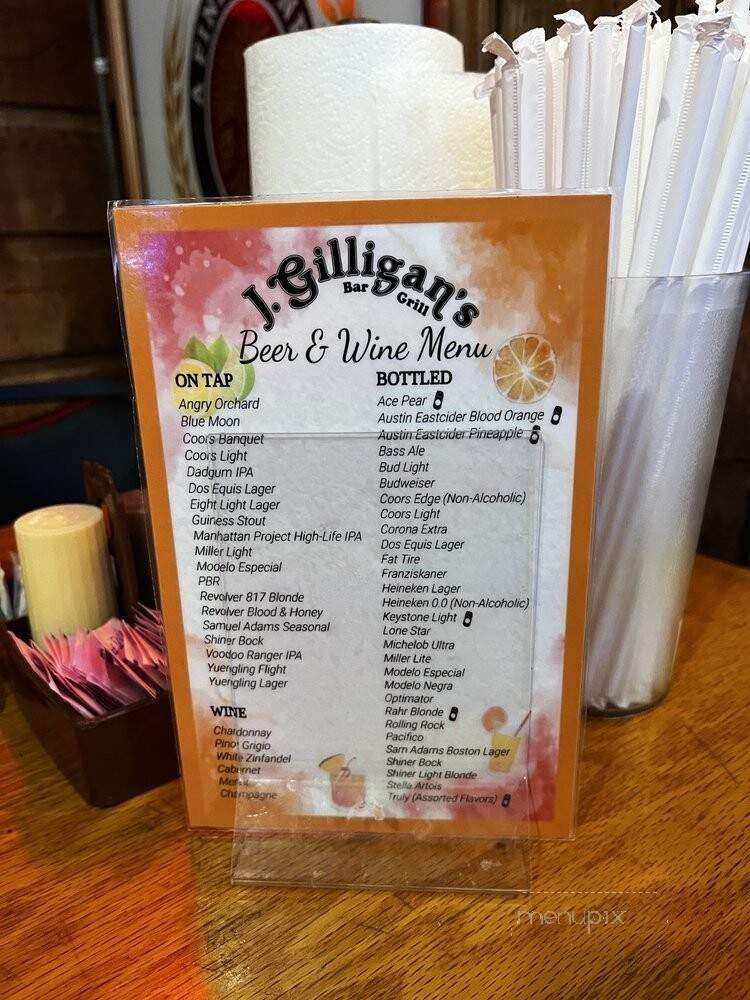 A FINE
J. Gilligan's
Bar Grill
Beer & Wine Menu
ON TAP
Angry Orchard
Blue Moon
Coors Banquet
Coors Light
Dadgum IPA
Dos Equis Lager
Eight Light Lager
Guiness Stout
Manhattan Project High-Life IPA
Miller Light
Modelo Especial
PBR
Revolver 817 Blonde
Revolver Blood & Honey
Samuel Adams Seasonal
Shiner Bock
Voodoo Ranger IPA
Yuengling Flight
Yuengling Lager
WINE
Chardonnay
Pinot Grigio
White Zinfandel
Cabernet
Merlot
Champagne
BOTTLED
Ace Pear
Austin Eastcider Blood Orange
Austin Eastcider Pineapple
Bass Ale
Bud Light
Budweiser
Coors Edge (Non-Alcoholic)
Coors Light
Corona Extra
Dos Equis Lager
Fat Tire
Franziskaner
Heineken Lager
Heineken 0.0 (Non-Alcoholic)
Keystone Light
Lone Star
Michelob Ultra
Miller Lite
Modelo Especial
Modelo Negra
Optimator
Rahr Blonde
Rolling Rock
Pacifico
Sam Adams Boston Lager
Shiner Bock
Shiner Light Blonde
Stella Artois
Truly (Assorted Flavors)
menupix